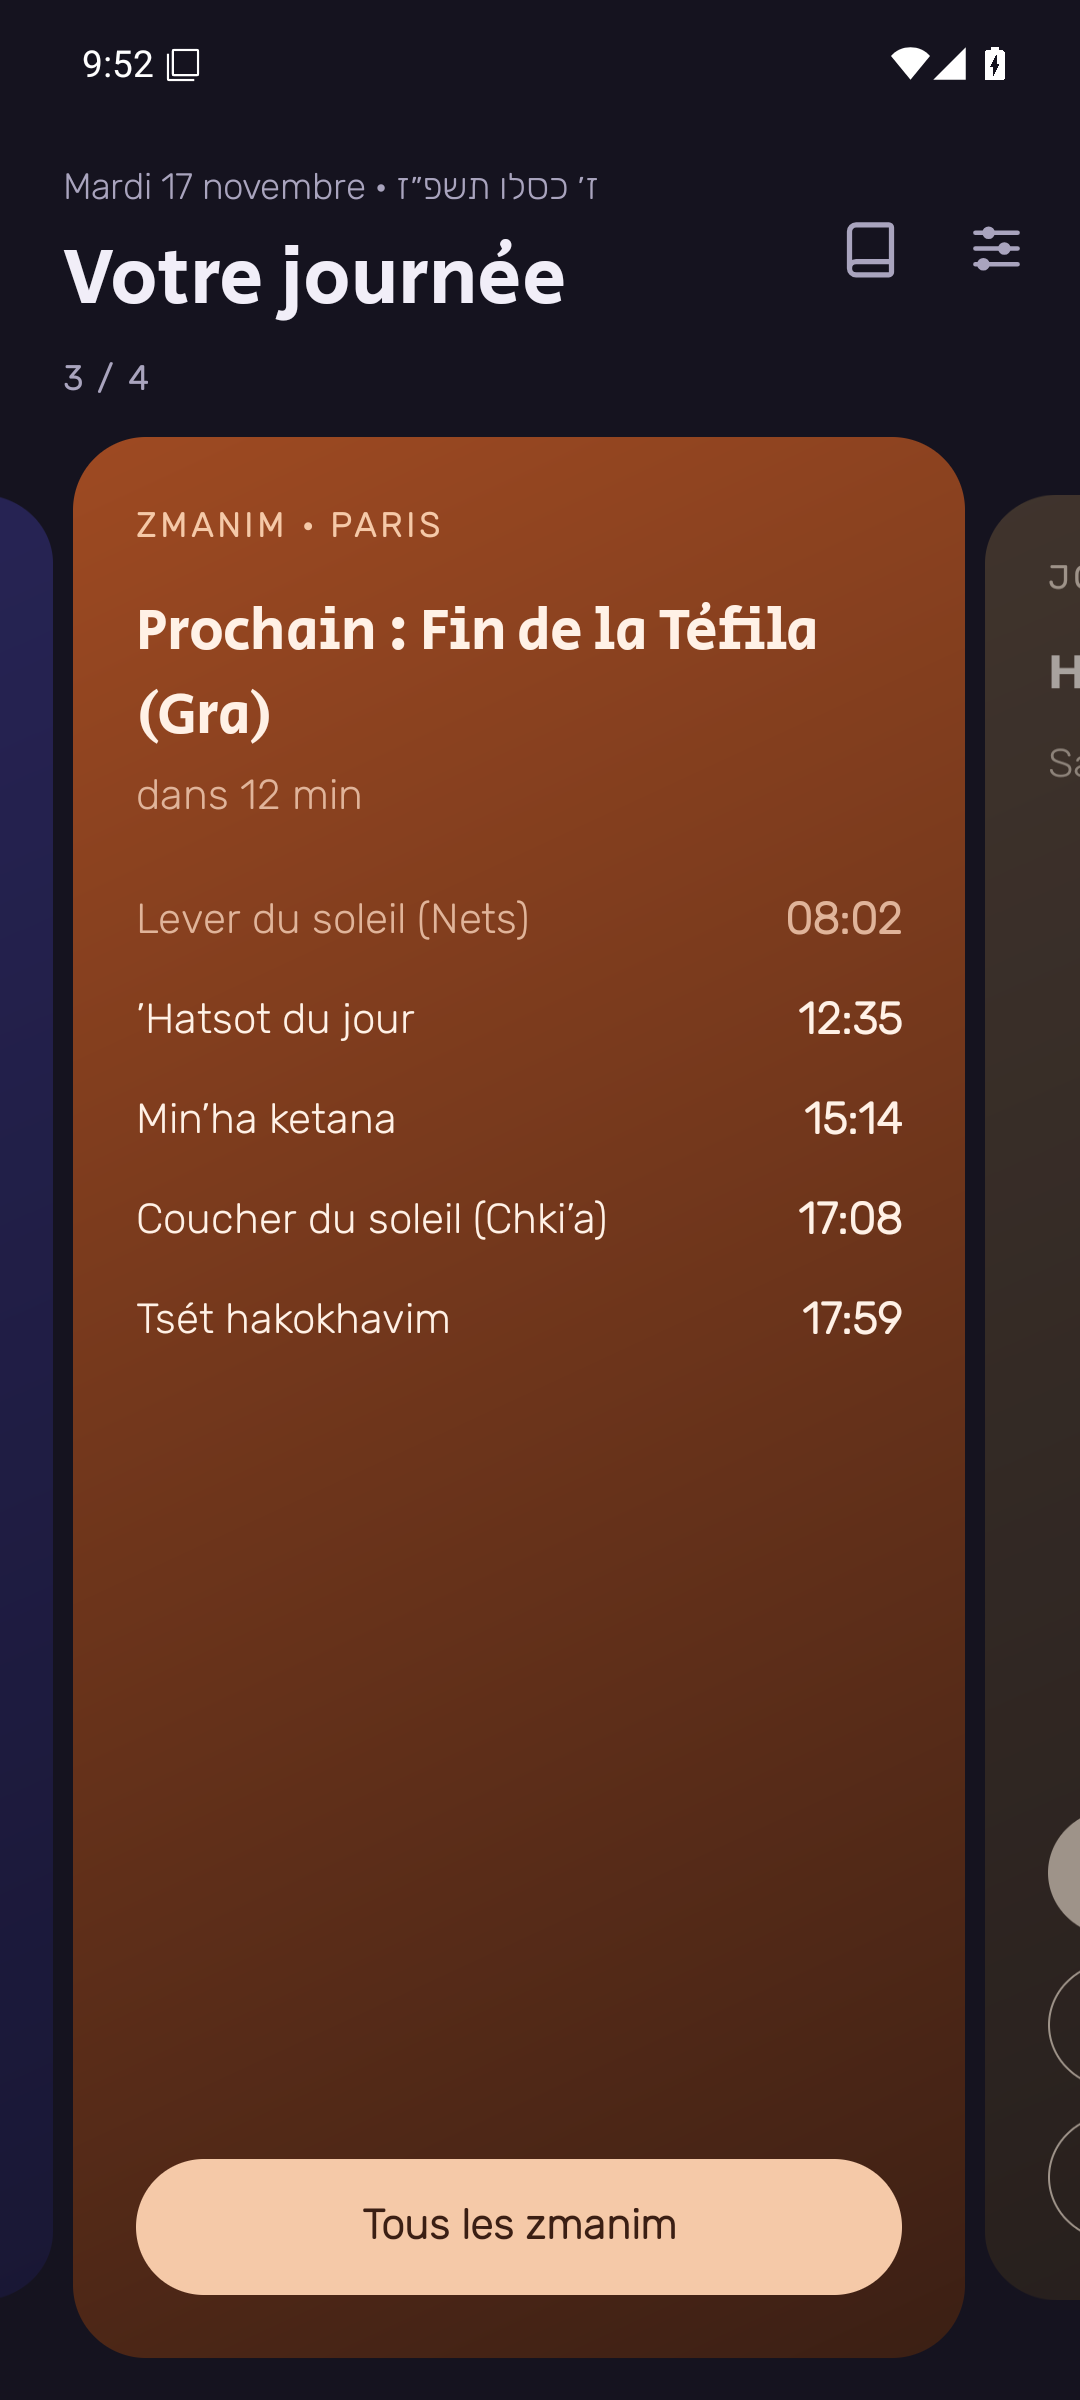 9:52
Mardi 17 novembre • ז׳ כסלו תשפ״ז
Votre journée
3 / 4
ZMANIM • PARIS
Prochain : Fin de la Téfila
(Gra)
dans 12 min
Lever du soleil (Nets) 08:02
’Hatsot du jour 12:35
Min’ha ketana 15:14
Coucher du soleil (Chki’a) 17:08
Tsét hakokhavim 17:59
Tous les zmanim